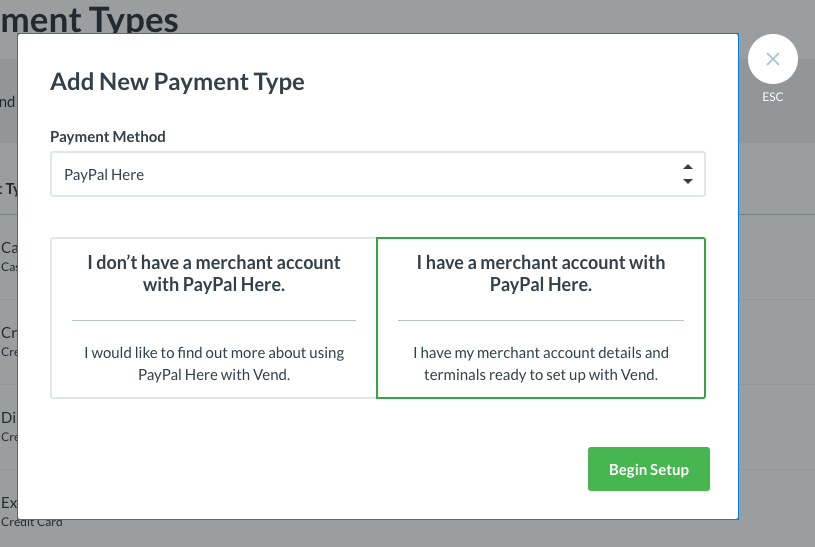 ment Types
Add New Payment Type
ESC
nd
Payment Method
PayPal Here
I don’t have a merchant account
with PayPal Here.
I would like to find out more about using
PayPal Here with Vend.
I have a merchant account with
PayPal Here.
I have my merchant account details and
terminals ready to set up with Vend.
: Ty
Ca
Cas
Cr
Cre
Di
Cre
Ex
Credit Card
Begin Setup